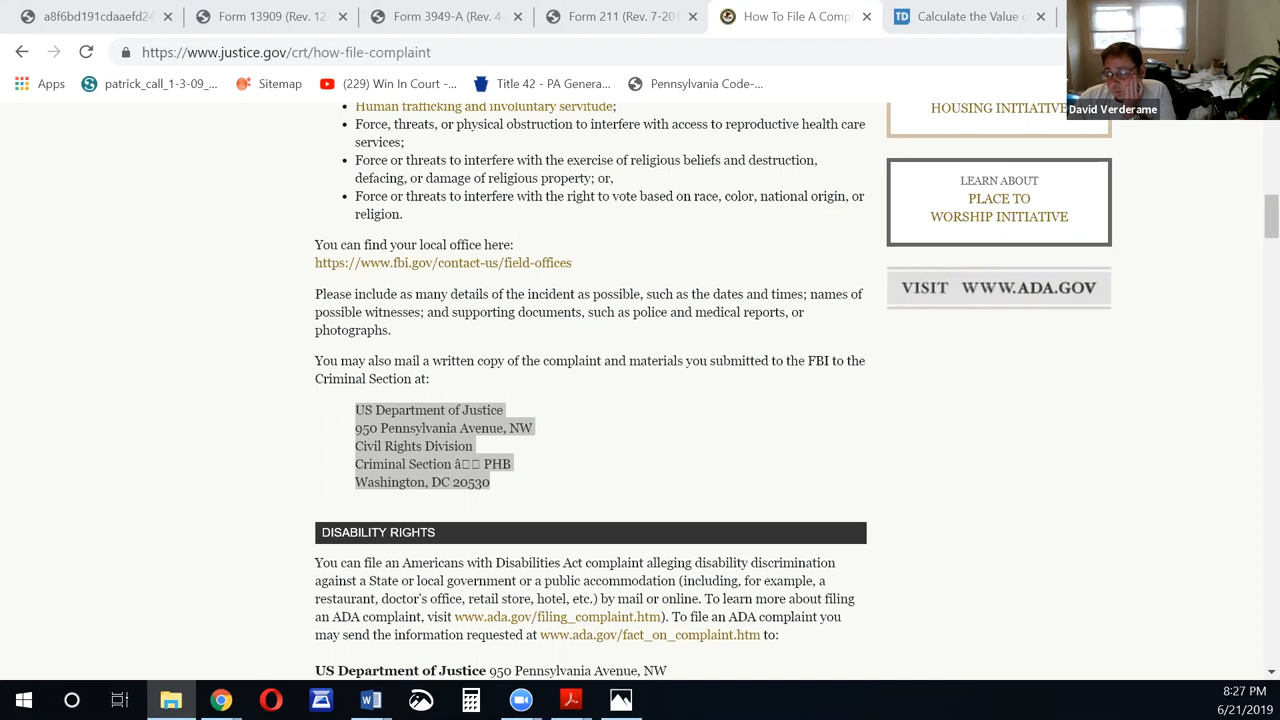 a8f6bd191cdaaefd24
Form 13909 (Rev. 12
Form 3949-A (Rev. 4
Form 211 (Rev. 7-201
How To File A Compl
Calculate the Value o
https://www.justice.gov/crt/how-file-complaint
Apps
patrick_call_1-3-09_...
Sitemap
(229) Win In Court -...
Title 42 - PA Genera...
Pennsylvania Code-...
David Verderame
Human trafficking and involuntary servitude;
Force, threats, or physical obstruction to interfere with access to reproductive health care
services;
Force or threats to interfere with the exercise of religious beliefs and destruction,
defacing, or damage of religious property; or,
Force or threats to interfere with the right to vote based on race, color, national origin, or
religion.
You can find your local office here:
https://www.fbi.gov/contact-us/field-offices
Please include as many details of the incident as possible, such as the dates and times; names of
possible witnesses; and supporting documents, such as police and medical reports, or
photographs.
You may also mail a written copy of the complaint and materials you submitted to the FBI to the
Criminal Section at:
US Department of Justice
950 Pennsylvania Avenue, NW
Civil Rights Division
Criminal Section â□□ PHB
Washington, DC 20530
DISABILITY RIGHTS
You can file an Americans with Disabilities Act complaint alleging disability discrimination
against a State or local government or a public accommodation (including, for example, a
restaurant, doctor's office, retail store, hotel, etc.) by mail or online. To learn more about filing
an ADA complaint, visit www.ada.gov/filing_complaint.htm). To file an ADA complaint you
may send the information requested at www.ada.gov/fact_on_complaint.htm to:
US Department of Justice 950 Pennsylvania Avenue, NW
HOUSING INITIATIVE
LEARN ABOUT
PLACE TO
WORSHIP INITIATIVE
VISIT WWW.ADA.GOV
8:27 PM
6/21/2019